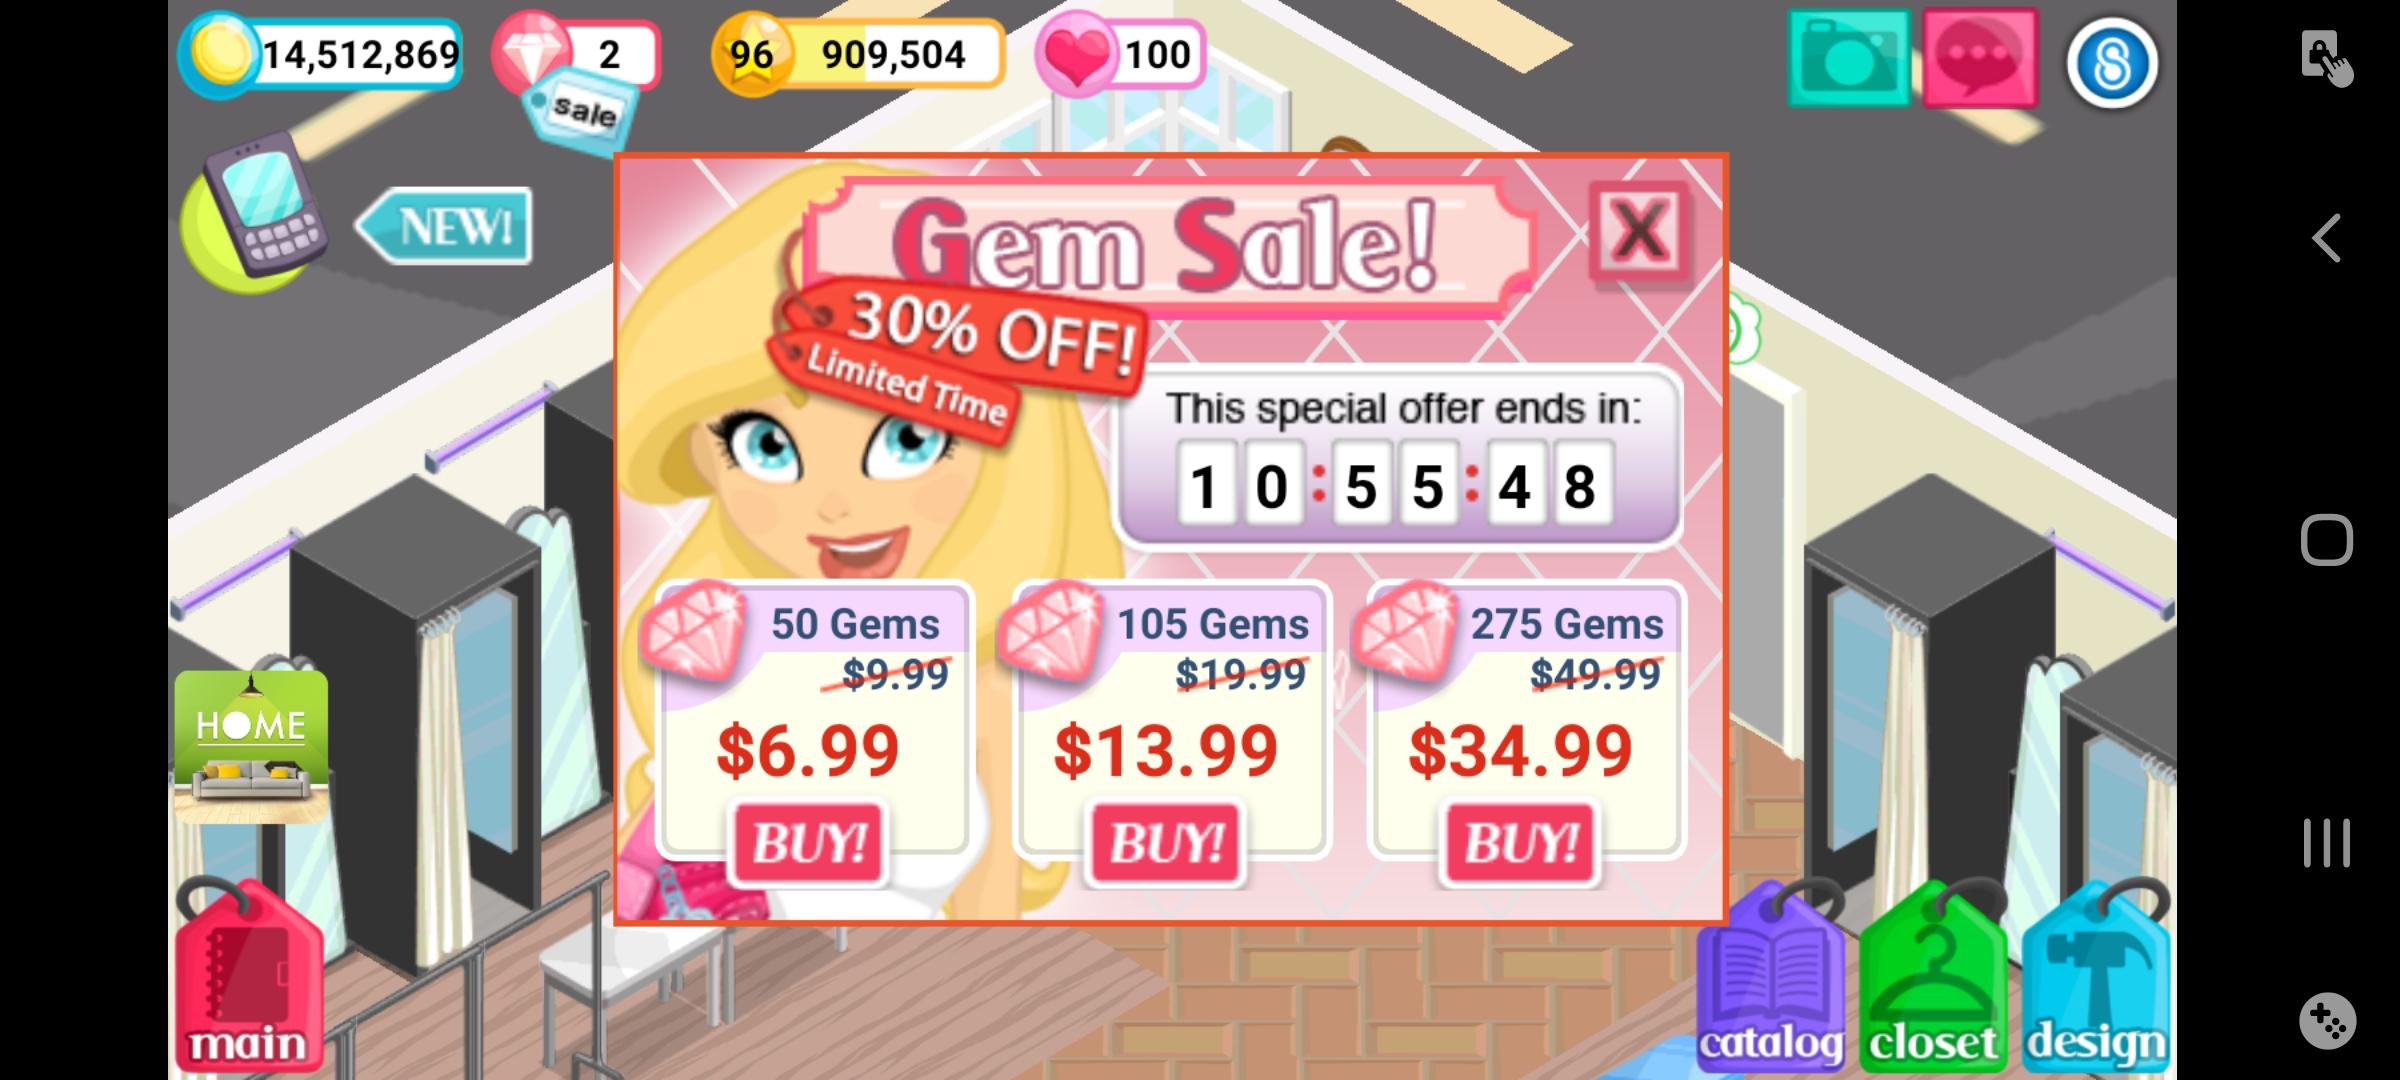 14,512,869
2
96
909,504
100
sale
NEW!
Gem Sale!
X
30% OFF!
Limited Time
This special offer ends in:
10:55:48
50 Gems
$9.99
$6.99
BUY!
105 Gems
$19.99
$13.99
BUY!
275 Gems
$49.99
$34.99
BUY!
HOME
main
catalog
closet
design